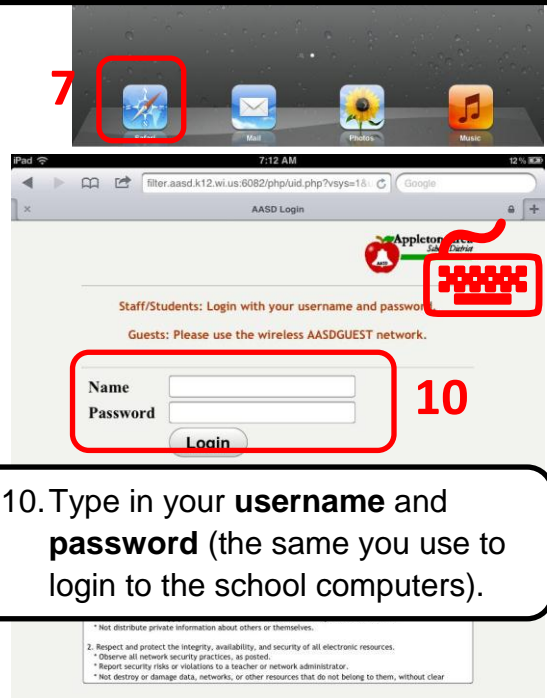 7
Safari
Mail
Photos
Music
iPad
7:12 AM
12%
filter.aasd.k12.wi.us:6082/php/uid.php?vsys=1&
Google
AASD Login
Appleton Area
School District
Staff/Students: Login with your username and password.
Guests: Please use the wireless AASDGUEST network.
Name
Password
Login
10
10. Type in your username and
password (the same you use to
login to the school computers).
* Not distribute private information about others or themselves.
2. Respect and protect the integrity, availability, and security of all electronic resources.
* Observe all network security practices, as posted.
* Report security risks or violations to a teacher or network administrator.
* Not destroy or damage data, networks, or other resources that do not belong to them, without clear